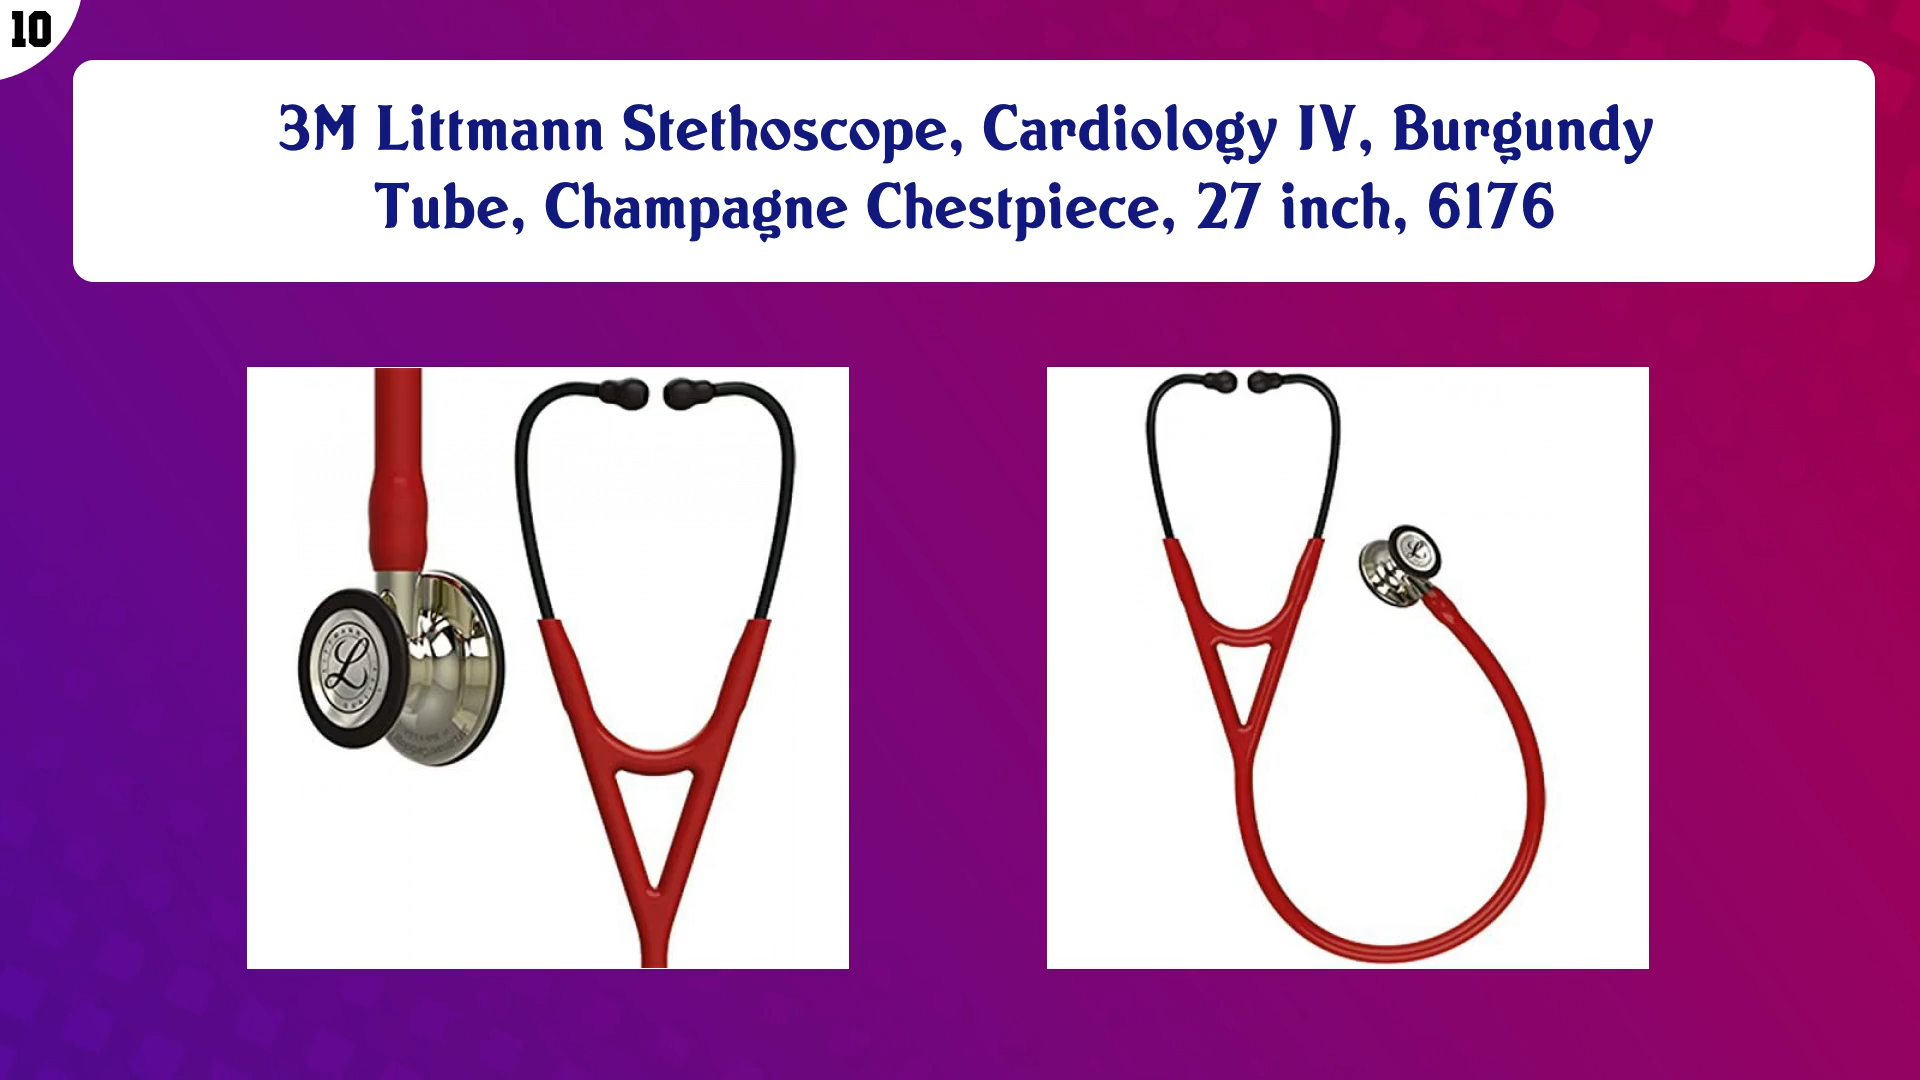 10
3M Littmann Stethoscope, Cardiology IV, Burgundy
Tube, Champagne Chestpiece, 27 inch, 6176
L
L